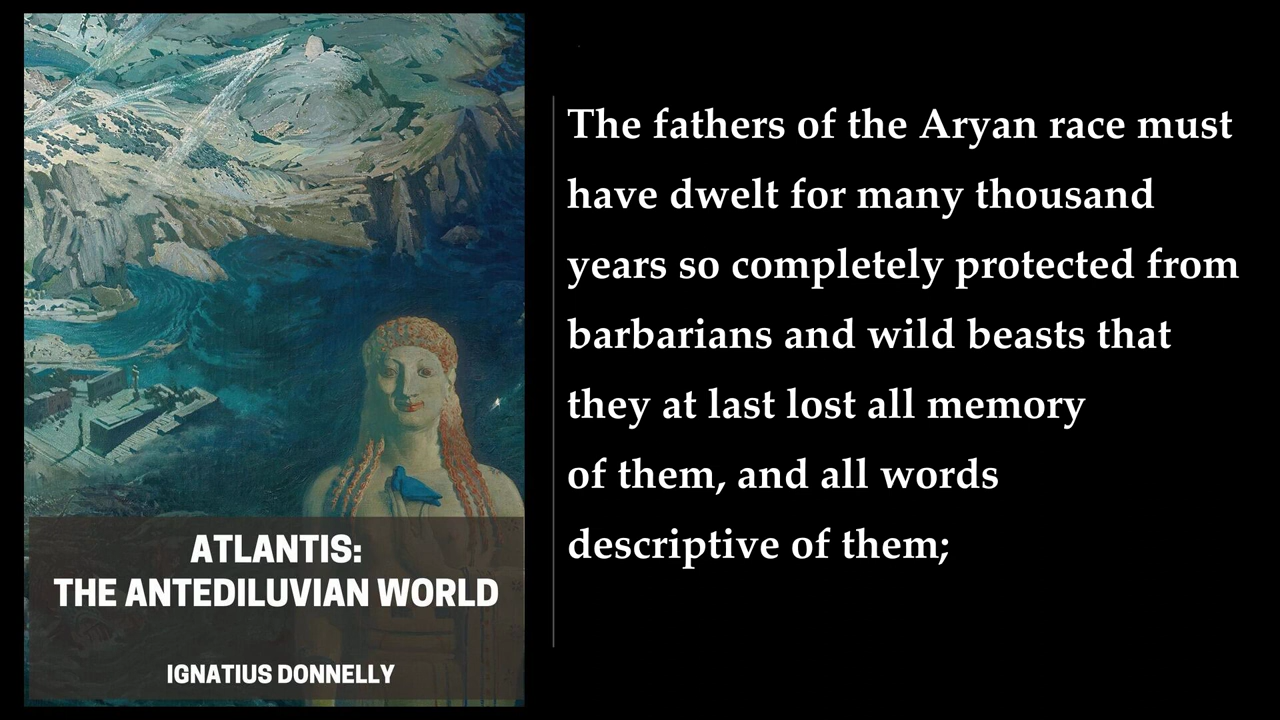 ATLANTIS:
THE ANTEDILUVIAN WORLD
IGNATIUS DONNELLY
The fathers of the Aryan race must
have dwelt for many thousand
years so completely protected from
barbarians and wild beasts that
they at last lost all memory
of them, and all words
descriptive of them;